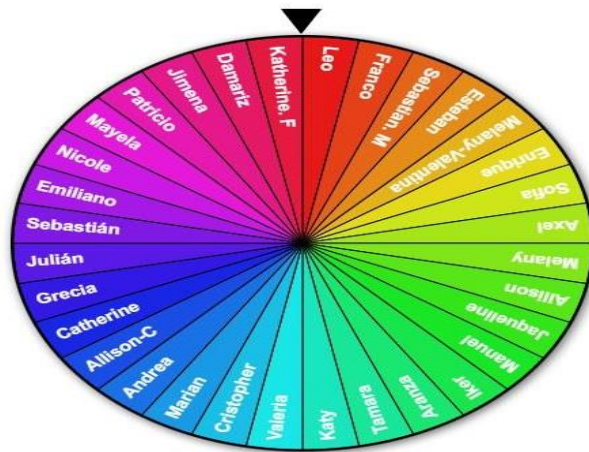 Leo
Franco
Sebastian. M
Esteban
Melany-Valentina
Enrique
Sofia
Axel
Melany
Allison
Jaqueline
Manuel
Iker
Aranza
Tamara
Katy
Valeria
Cristopher
Marian
Andrea
Allison-C
Catherine
Grecia
Julián
Sebastián
Emiliano
Nicole
Mayela
Patricio
Jimena
Damariz
Katherine. F